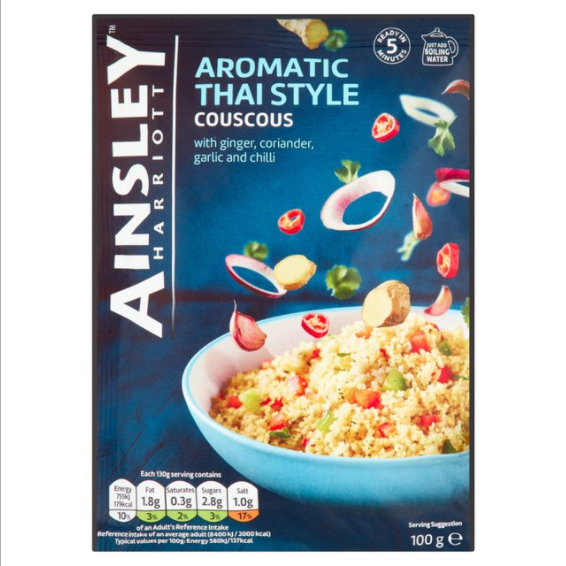 AINSLEY
HARRIOTT
™
READY IN
5
MINUTES
JUST ADD
BOILING
WATER
AROMATIC
THAI STYLE
COUSCOUS
with ginger, coriander,
garlic and chilli
Each 130g serving contains
Energy
755kJ
179kcal
10%
Fat
1.8g
3%
Saturates
0.3g
2%
Sugars
2.8g
3%
Salt
1.0g
17%
of an Adult's Reference Intake
Reference intake of an average adult (8400 kJ / 2000 kcal)
Typical values per 100g: Energy 580kJ/137kcal
Serving Suggestion
100 g ℮